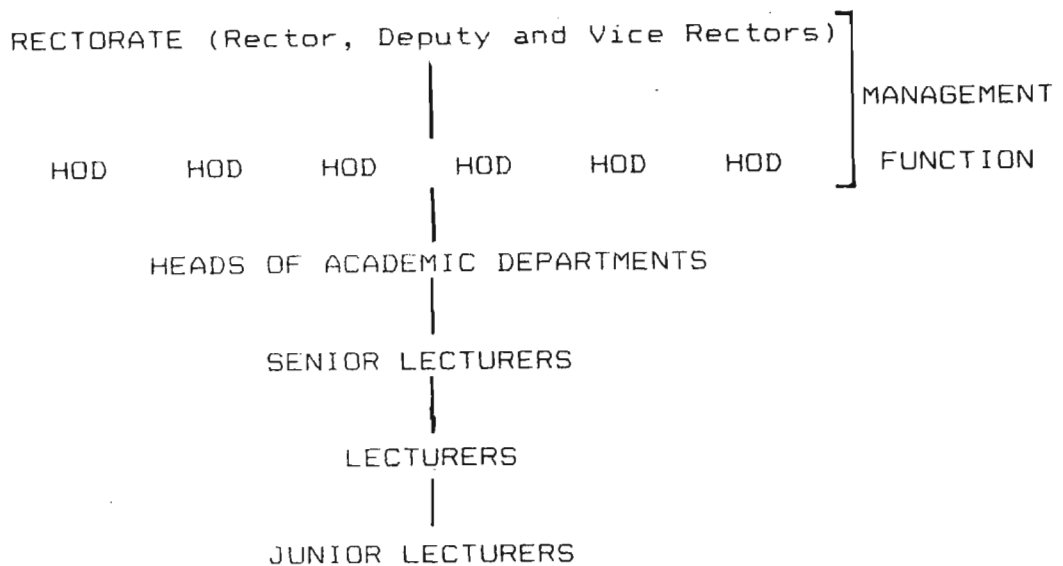 RECTORATE (Rector, Deputy and Vice Rectors)
MANAGEMENT
HOD HOD HOD HOD HOD HOD
FUNCTION
HEADS OF ACADEMIC DEPARTMENTS
SENIOR LECTURERS
LECTURERS
JUNIOR LECTURERS